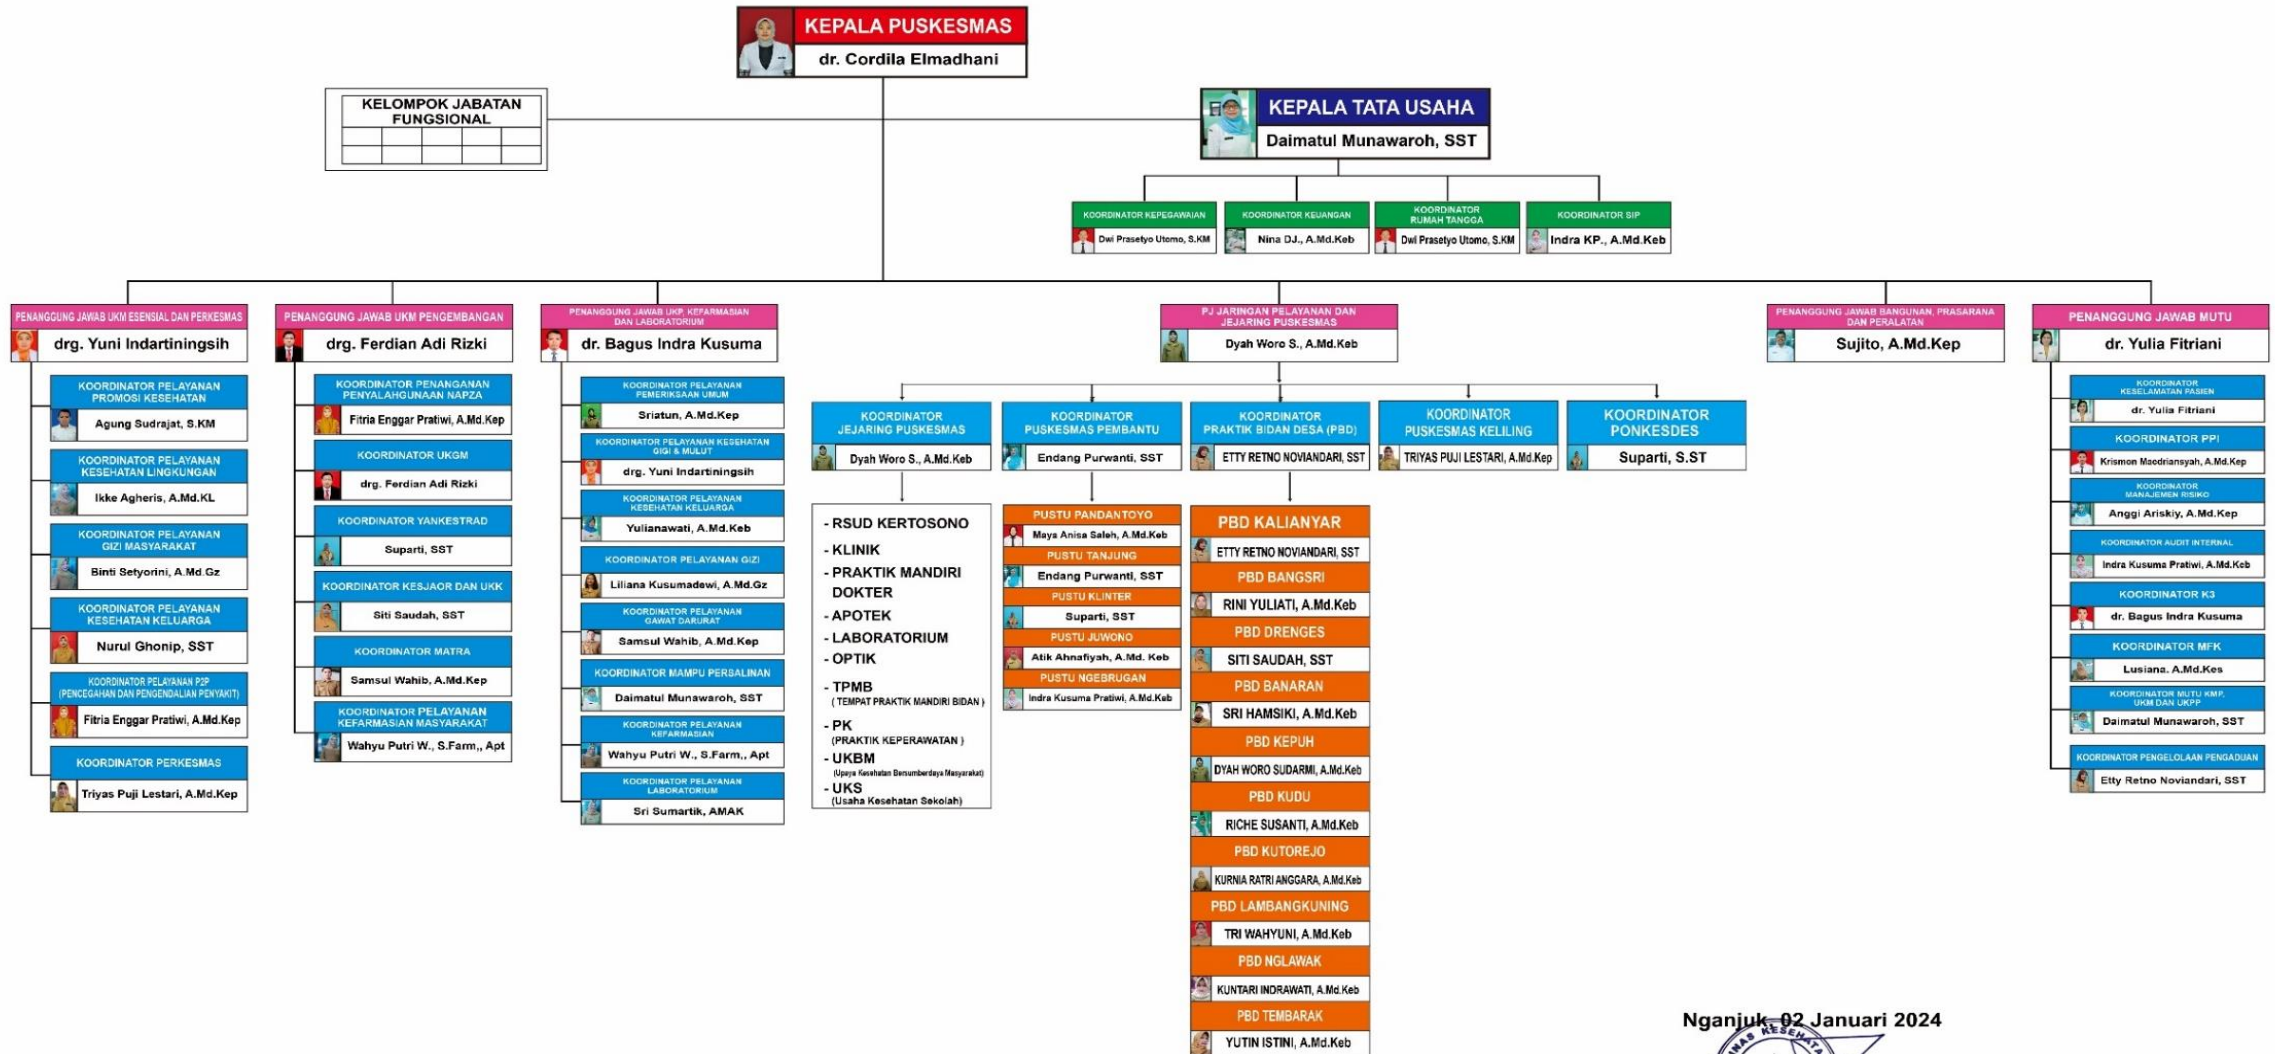 KEPALA PUSKESMAS
dr. Cordila Elmadhani
KELOMPOK JABATAN
FUNGSIONAL
KEPALA TATA USAHA
Daimatul Munawaroh, SST
KOORDINATOR KEPEGAWAIAN
Dwi Prasetyo Utomo, S.KM
KOORDINATOR KEUANGAN
Nina DJ., A.Md.Keb
KOORDINATOR
RUMAH TANGGA
Dwi Prasetyo Utomo, S.KM
KOORDINATOR SIP
Indra KP., A.Md.Keb
PENANGGUNG JAWAB UKM ESENSIAL DAN PERKESMAS
drg. Yuni Indartiningsih
KOORDINATOR PELAYANAN
PROMOSI KESEHATAN
Agung Sudrajat, S.KM
KOORDINATOR PELAYANAN
KESEHATAN LINGKUNGAN
Ikke Agheris, A.Md.KL
KOORDINATOR PELAYANAN
GIZI MASYARAKAT
Binti Setyorini, A.Md.Gz
KOORDINATOR PELAYANAN
KESEHATAN KELUARGA
Nurul Ghonip, SST
KOORDINATOR PELAYANAN P2P
(PENCEGAHAN DAN PENGENDALIAN PENYAKIT)
Fitria Enggar Pratiwi, A.Md.Kep
KOORDINATOR PERKESMAS
Triyas Puji Lestari, A.Md.Kep
PENANGGUNG JAWAB UKM PENGEMBANGAN
drg. Ferdian Adi Rizki
KOORDINATOR PENANGANAN
PENYALAHGUNAAN NAPZA
Fitria Enggar Pratiwi, A.Md.Kep
KOORDINATOR UKGM
drg. Ferdian Adi Rizki
KOORDINATOR YANKESTRAD
Suparti, SST
KOORDINATOR KESJAOR DAN UKK
Siti Saudah, SST
KOORDINATOR MATRA
Samsul Wahib, A.Md.Kep
KOORDINATOR PELAYANAN
KEFARMASIAN MASYARAKAT
Wahyu Putri W., S.Farm,, Apt
PENANGGUNG JAWAB UKP, KEFARMASIAN
DAN LABORATORIUM
dr. Bagus Indra Kusuma
KOORDINATOR PELAYANAN
PEMERIKSAAN UMUM
Sriatun, A.Md.Kep
KOORDINATOR PELAYANAN KESEHATAN
GIGI & MULUT
drg. Yuni Indartiningsih
KOORDINATOR PELAYANAN
KESEHATAN KELUARGA
Yulianawati, A.Md.Keb
KOORDINATOR PELAYANAN GIZI
Liliana Kusumadewi, A.Md.Gz
KOORDINATOR PELAYANAN
GAWAT DARURAT
Samsul Wahib, A.Md.Kep
KOORDINATOR MAMPU PERSALINAN
Daimatul Munawaroh, SST
KOORDINATOR PELAYANAN
KEFARMASIAN
Wahyu Putri W., S.Farm,, Apt
KOORDINATOR PELAYANAN
LABORATORIUM
Sri Sumartik, AMAK
PJ JARINGAN PELAYANAN DAN
JEJARING PUSKESMAS
Dyah Woro S., A.Md.Keb
KOORDINATOR
JEJARING PUSKESMAS
Dyah Woro S., A.Md.Keb
- RSUD KERTOSONO
- KLINIK
- PRAKTIK MANDIRI
DOKTER
- APOTEK
- LABORATORIUM
- OPTIK
- TPMB
( TEMPAT PRAKTIK MANDIRI BIDAN )
- PK
(PRAKTIK KEPERAWATAN )
- UKBM
(Upaya Kesehatan Bersumberdaya Masyarakat)
- UKS
(Usaha Kesehatan Sekolah)
KOORDINATOR
PUSKESMAS PEMBANTU
Endang Purwanti, SST
PUSTU PANDANTOYO
Maya Anisa Saleh, A.Md.Keb
PUSTU TANJUNG
Endang Purwanti, SST
PUSTU KLINTER
Suparti, SST
PUSTU JUWONO
Atik Ahnafiyah, A.Md. Keb
PUSTU NGEBRUGAN
Indra Kusuma Pratiwi, A.Md.Keb
KOORDINATOR
PRAKTIK BIDAN DESA (PBD)
ETTY RETNO NOVIANDARI, SST
PBD KALIANYAR
ETTY RETNO NOVIANDARI, SST
PBD BANGSRI
RINI YULIATI, A.Md.Keb
PBD DRENGES
SITI SAUDAH, SST
PBD BANARAN
SRI HAMSIKI, A.Md.Keb
PBD KEPUH
DYAH WORO SUDARMI, A.Md.Keb
PBD KUDU
RICHE SUSANTI, A.Md.Keb
PBD KUTOREJO
KURNIA RATRI ANGGARA, A.Md.Keb
PBD LAMBANGKUNING
TRI WAHYUNI, A.Md.Keb
PBD NGLAWAK
KUNTARI INDRAWATI, A.Md.Keb
PBD TEMBARAK
YUTIN ISTINI, A.Md.Keb
KOORDINATOR
PUSKESMAS KELILING
TRIYAS PUJI LESTARI, A.Md.Kep
KOORDINATOR
PONKESDES
Suparti, S.ST
PENANGGUNG JAWAB BANGUNAN, PRASARANA
DAN PERALATAN
Sujito, A.Md.Kep
PENANGGUNG JAWAB MUTU
dr. Yulia Fitriani
KOORDINATOR
KESELAMATAN PASIEN
dr. Yulia Fitriani
KOORDINATOR PPI
Krismon Maodriansyah, A.Md.Kep
KOORDINATOR
MANAJEMEN RISIKO
Anggi Ariskiy, A.Md.Kep
KOORDINATOR AUDIT INTERNAL
Indra Kusuma Pratiwi, A.Md.Keb
KOORDINATOR K3
dr. Bagus Indra Kusuma
KOORDINATOR MFK
Lusiana. A.Md.Kes
KOORDINATOR MUTU KMP,
UKM DAN UKPP
Daimatul Munawaroh, SST
KOORDINATOR PENGELOLAAN PENGADUAN
Etty Retno Noviandari, SST
Nganjuk, 02 Januari 2024